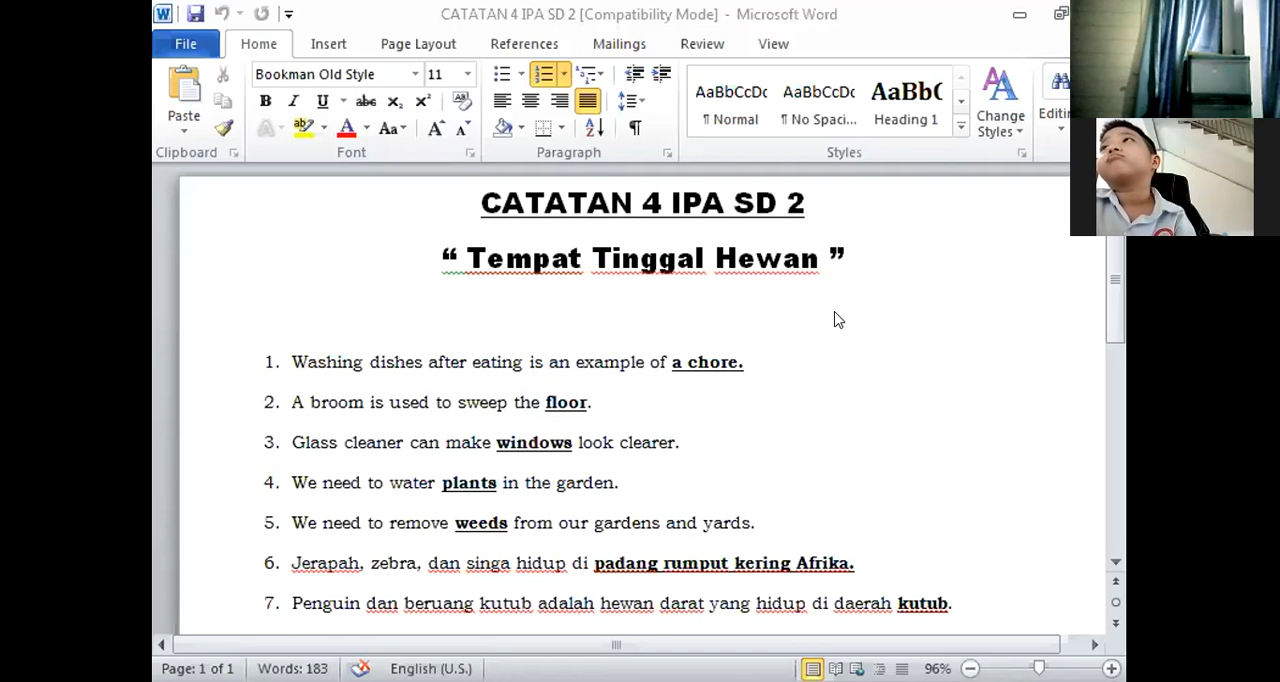 CATATAN 4 IPA SD 2 [Compatibility Mode] - Microsoft Word
File Home Insert Page Layout References Mailings Review View
Bookman Old Style 11
AaBbCcDc AaBbCcDc AaBbC
Paste
¶ Normal ¶ No Spaci... Heading 1
Change Styles
Editin
Clipboard Font Paragraph Styles
CATATAN 4 IPA SD 2
“ Tempat Tinggal Hewan ”
1. Washing dishes after eating is an example of a chore.
2. A broom is used to sweep the floor.
3. Glass cleaner can make windows look clearer.
4. We need to water plants in the garden.
5. We need to remove weeds from our gardens and yards.
6. Jerapah, zebra, dan singa hidup di padang rumput kering Afrika.
7. Penguin dan beruang kutub adalah hewan darat yang hidup di daerah kutub.
Page: 1 of 1 Words: 183 English (U.S.) 96%